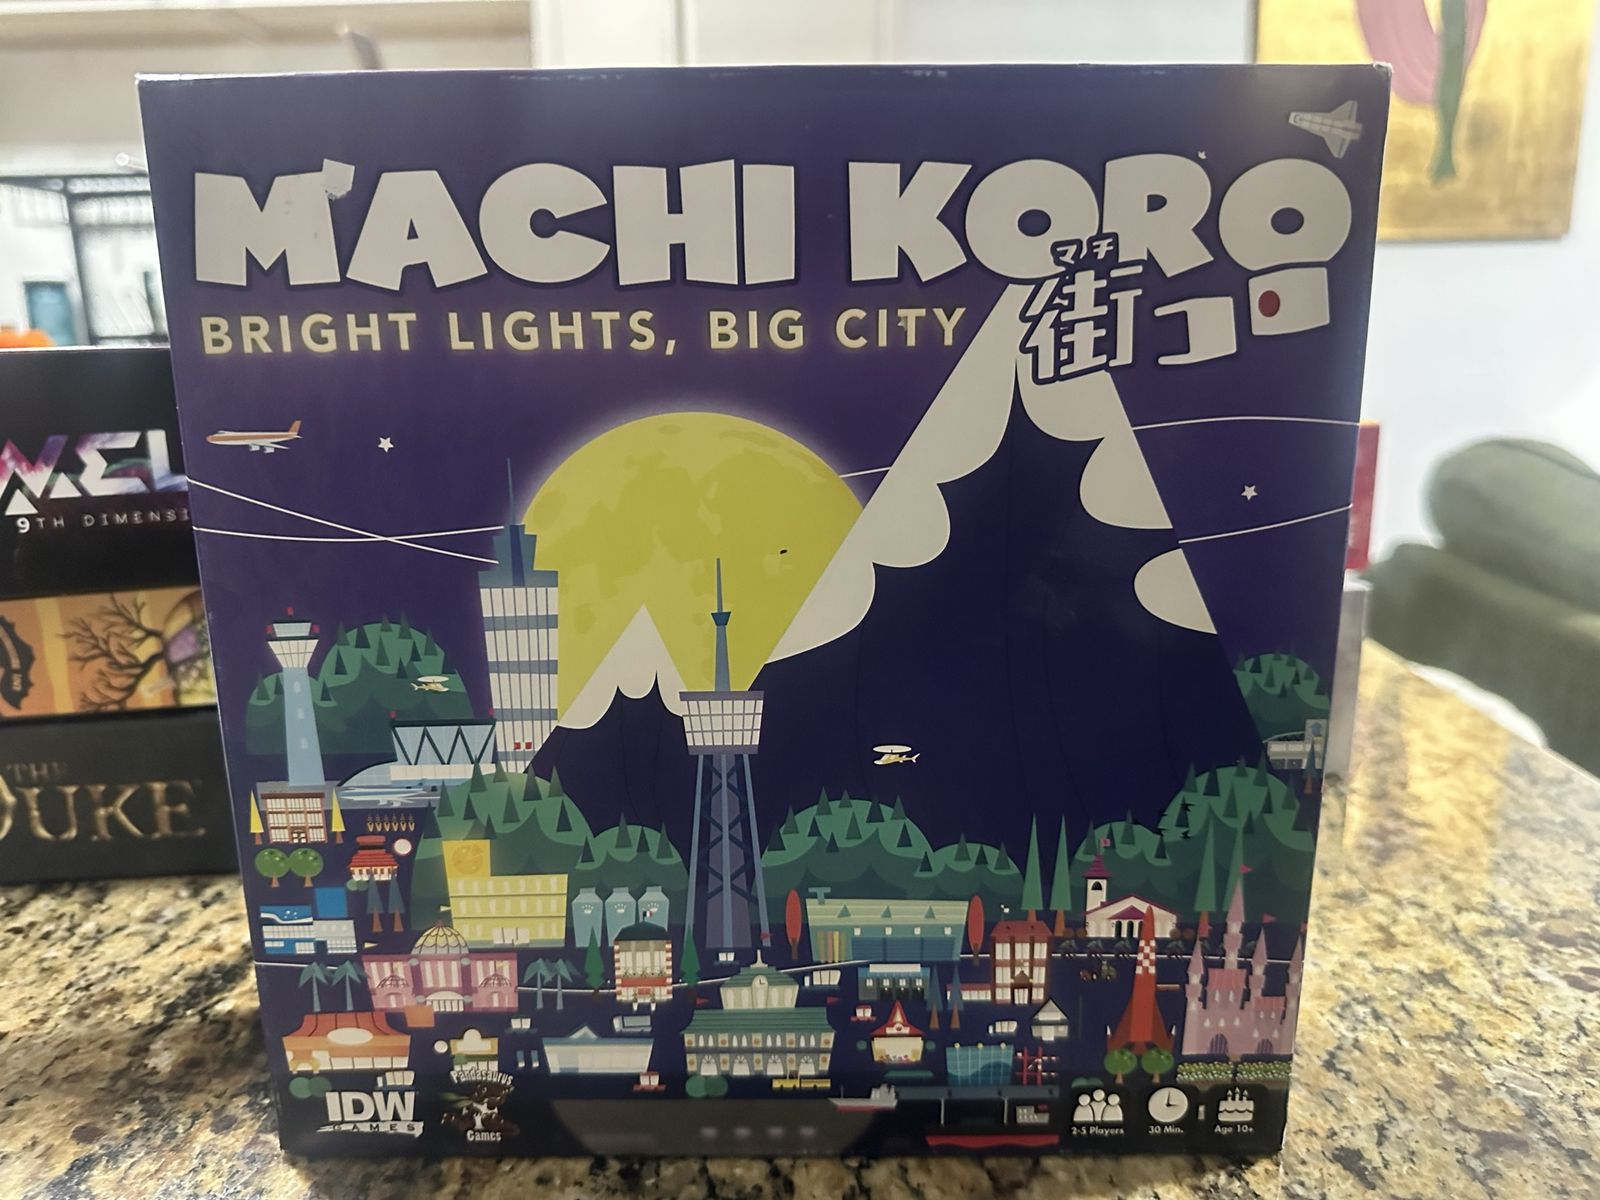 MACHI KORO
マチ
街コロ
BRIGHT LIGHTS, BIG CITY
9TH DIMENSI
THE
DUKE
IDW
GAMES
Pandasaurus
Games
2-5 Players
30 Min.
Age 10+